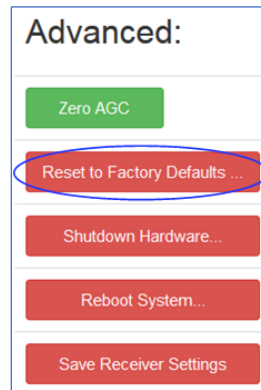 Advanced:
Zero AGC
Reset to Factory Defaults ...
Shutdown Hardware...
Reboot System...
Save Receiver Settings